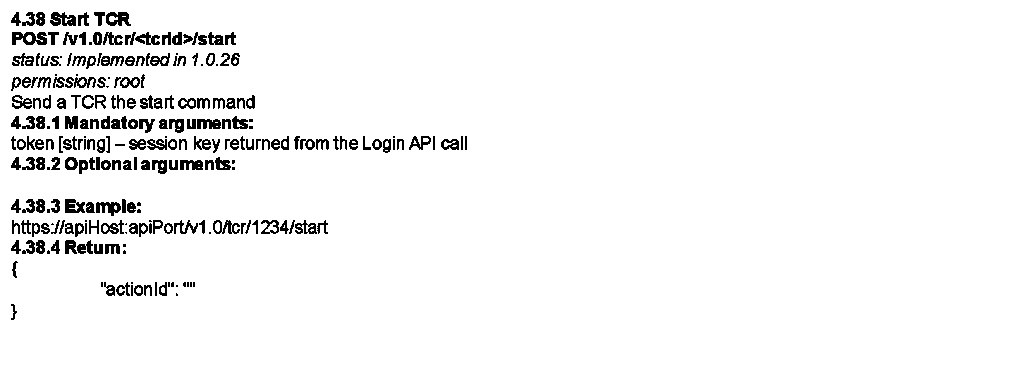 4.38 Start TCR
POST /v1.0/tcr/<tcrId>/start
status: Implemented in 1.0.26
permissions: root
Send a TCR the start command
4.38.1 Mandatory arguments:
token [string] – session key returned from the Login API call
4.38.2 Optional arguments:
4.38.3 Example:
https://apiHost:apiPort/v1.0/tcr/1234/start
4.38.4 Return:
{
"actionId": ""
}